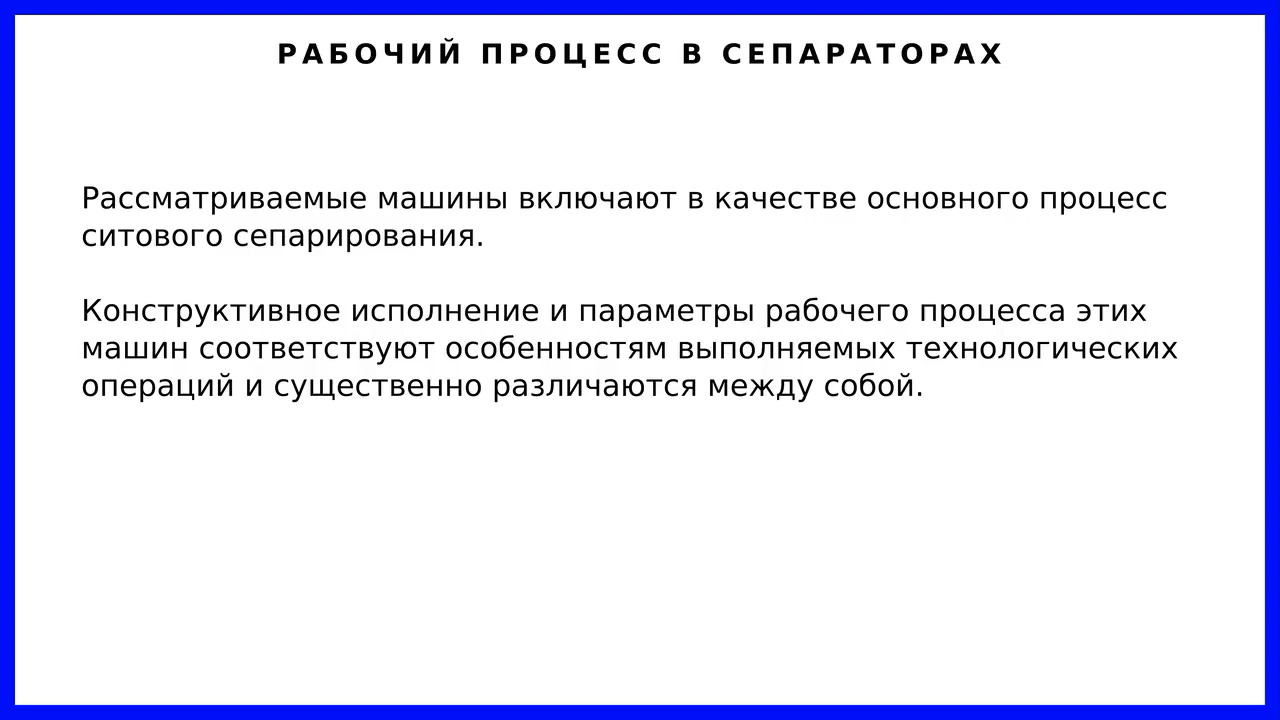 РАБОЧИЙ ПРОЦЕСС В СЕПАРАТОРАХ
Рассматриваемые машины включают в качестве основного процесс
ситового сепарирования.
Конструктивное исполнение и параметры рабочего процесса этих
машин соответствуют особенностям выполняемых технологических
операций и существенно различаются между собой.